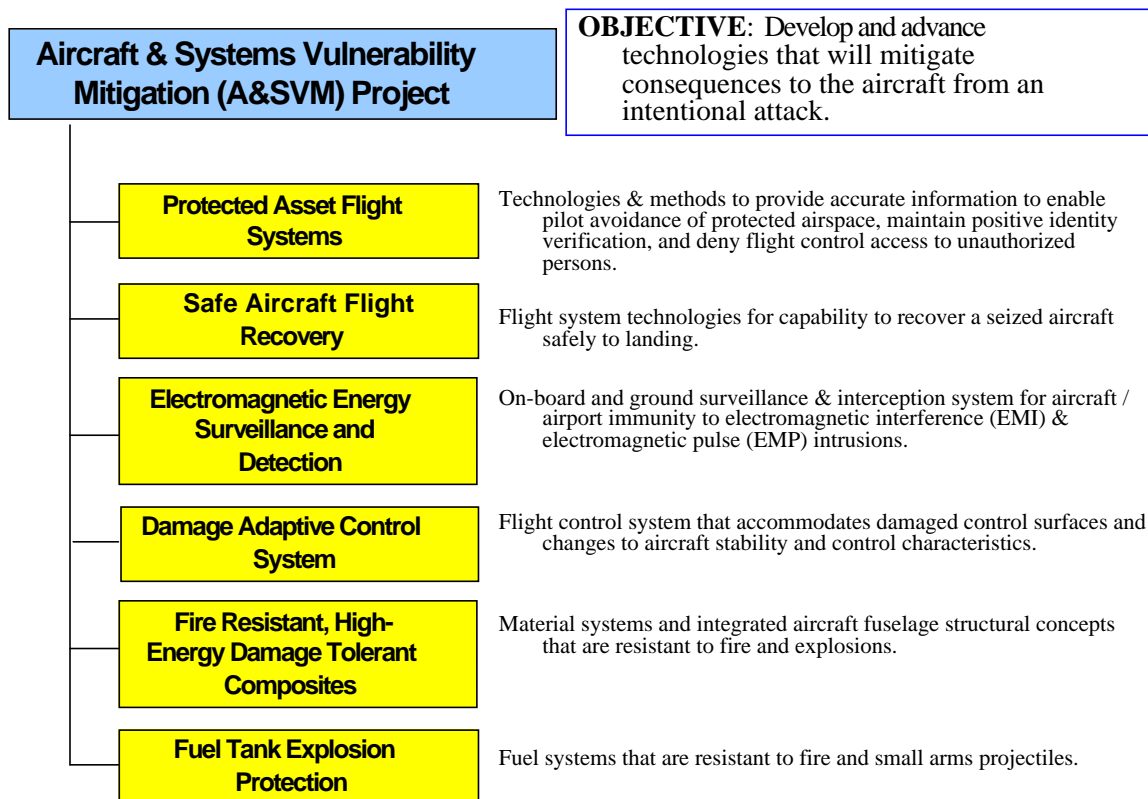 Aircraft & Systems Vulnerability
Mitigation (A&SVM) Project
OBJECTIVE: Develop and advance
technologies that will mitigate
consequences to the aircraft from an
intentional attack.
Protected Asset Flight
Systems
Technologies & methods to provide accurate information to enable
pilot avoidance of protected airspace, maintain positive identity
verification, and deny flight control access to unauthorized
persons.
Safe Aircraft Flight
Recovery
Flight system technologies for capability to recover a seized aircraft
safely to landing.
Electromagnetic Energy
Surveillance and
Detection
On-board and ground surveillance & interception system for aircraft /
airport immunity to electromagnetic interference (EMI) &
electromagnetic pulse (EMP) intrusions.
Damage Adaptive Control
System
Flight control system that accommodates damaged control surfaces and
changes to aircraft stability and control characteristics.
Fire Resistant, High-
Energy Damage Tolerant
Composites
Material systems and integrated aircraft fuselage structural concepts
that are resistant to fire and explosions.
Fuel Tank Explosion
Protection
Fuel systems that are resistant to fire and small arms projectiles.